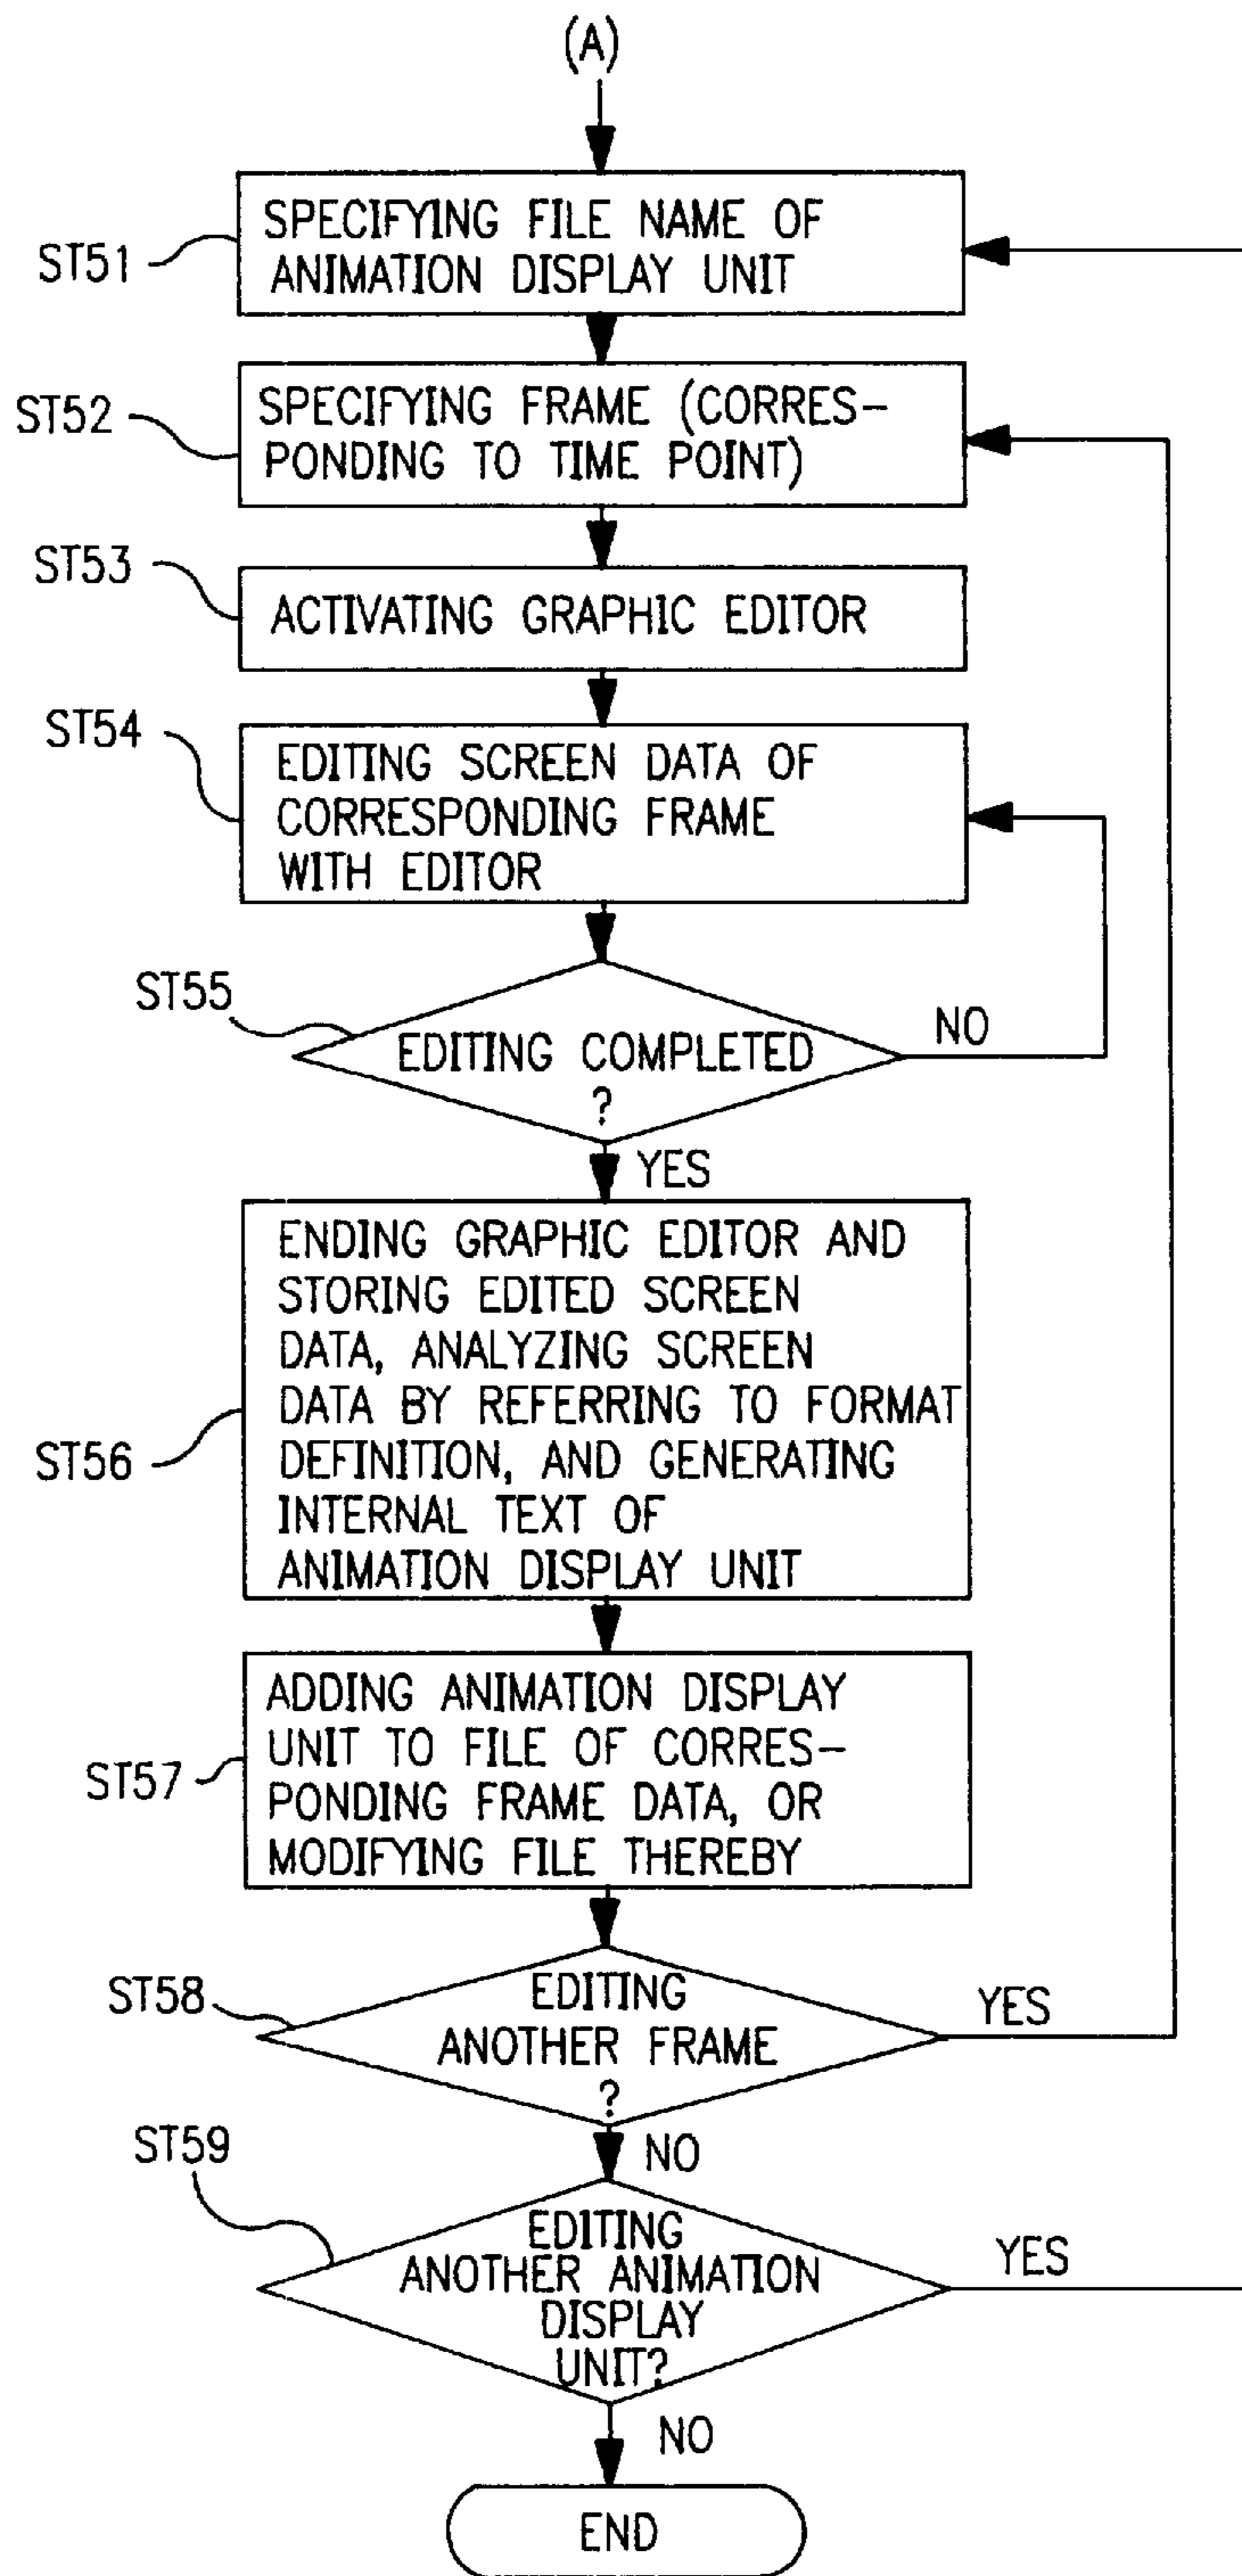 (A)
SPECIFYING FILE NAME OF
ANIMATION DISPLAY UNIT
ST51
SPECIFYING FRAME (CORRES-
PONDING TO TIME POINT)
ST52
ST53
ACTIVATING GRAPHIC EDITOR
ST54
EDITING SCREEN DATA OF
CORRESPONDING FRAME
WITH EDITOR
ST55
EDITING COMPLETED
?
NO
YES
ENDING GRAPHIC EDITOR AND
STORING EDITED SCREEN
DATA, ANALYZING SCREEN
DATA BY REFERRING TO FORMAT
DEFINITION, AND GENERATING
INTERNAL TEXT OF
ANIMATION DISPLAY UNIT
ST56
ADDING ANIMATION DISPLAY
UNIT TO FILE OF CORRES-
PONDING FRAME DATA, OR
MODIFYING FILE THEREBY
ST57
ST58
EDITING
ANOTHER FRAME
?
YES
NO
ST59
EDITING
ANOTHER ANIMATION
DISPLAY
UNIT?
YES
NO
END